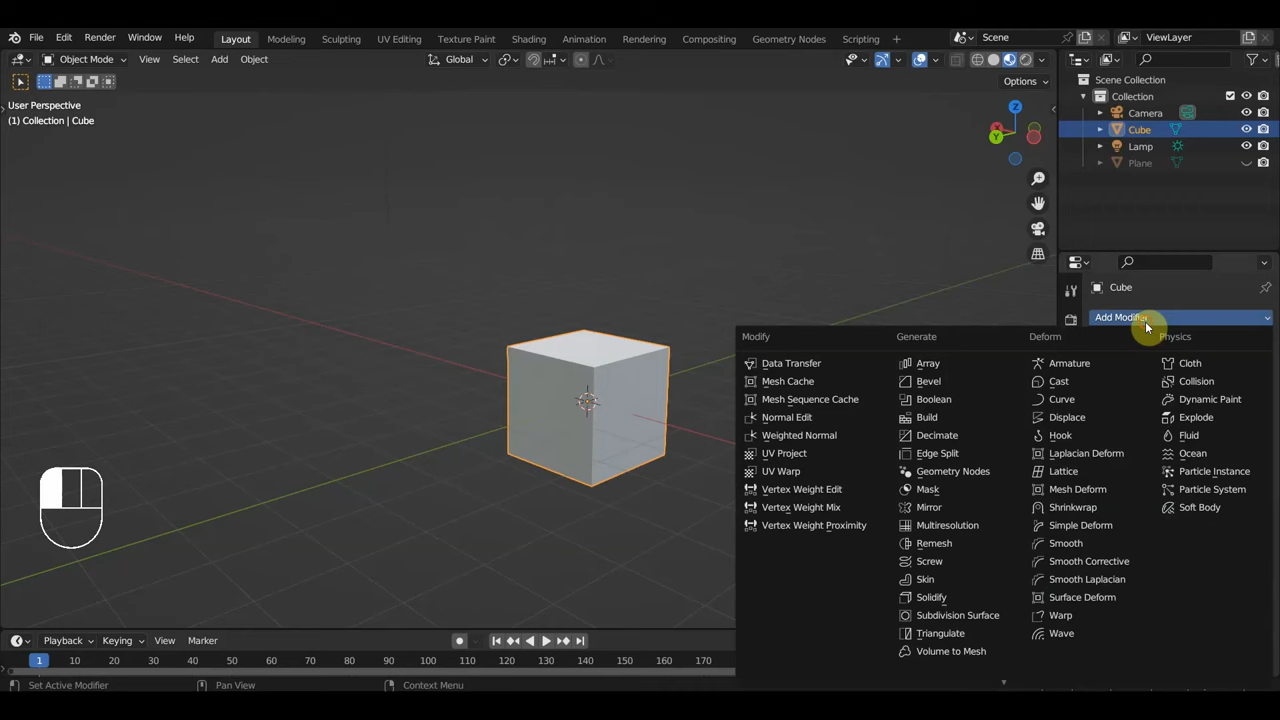 File Edit Render Window Help Layout Modeling Sculpting UV Editing Texture Paint Shading Animation Rendering Compositing Geometry Nodes Scripting + Scene ViewLayer
Object Mode View Select Add Object Global
Options
User Perspective
(1) Collection | Cube
Z
Y
Scene Collection
Collection
Camera
Cube
Lamp
Plane
Cube
Add Modifier
Modify Generate Deform Physics
Data Transfer Array Armature Cloth
Mesh Cache Bevel Cast Collision
Mesh Sequence Cache Boolean Curve Dynamic Paint
Normal Edit Build Displace Explode
Weighted Normal Decimate Hook Fluid
UV Project Edge Split Laplacian Deform Ocean
UV Warp Geometry Nodes Lattice Particle Instance
Vertex Weight Edit Mask Mesh Deform Particle System
Vertex Weight Mix Mirror Shrinkwrap Soft Body
Vertex Weight Proximity Multiresolution Simple Deform
Remesh Smooth
Screw Smooth Corrective
Skin Smooth Laplacian
Solidify Surface Deform
Subdivision Surface Warp
Triangulate Wave
Volume to Mesh
Playback Keying View Marker
1 10 20 30 40 50 60 70 80 90 100 110 120 130 140 150 160 170
Set Active Modifier Pan View Context Menu